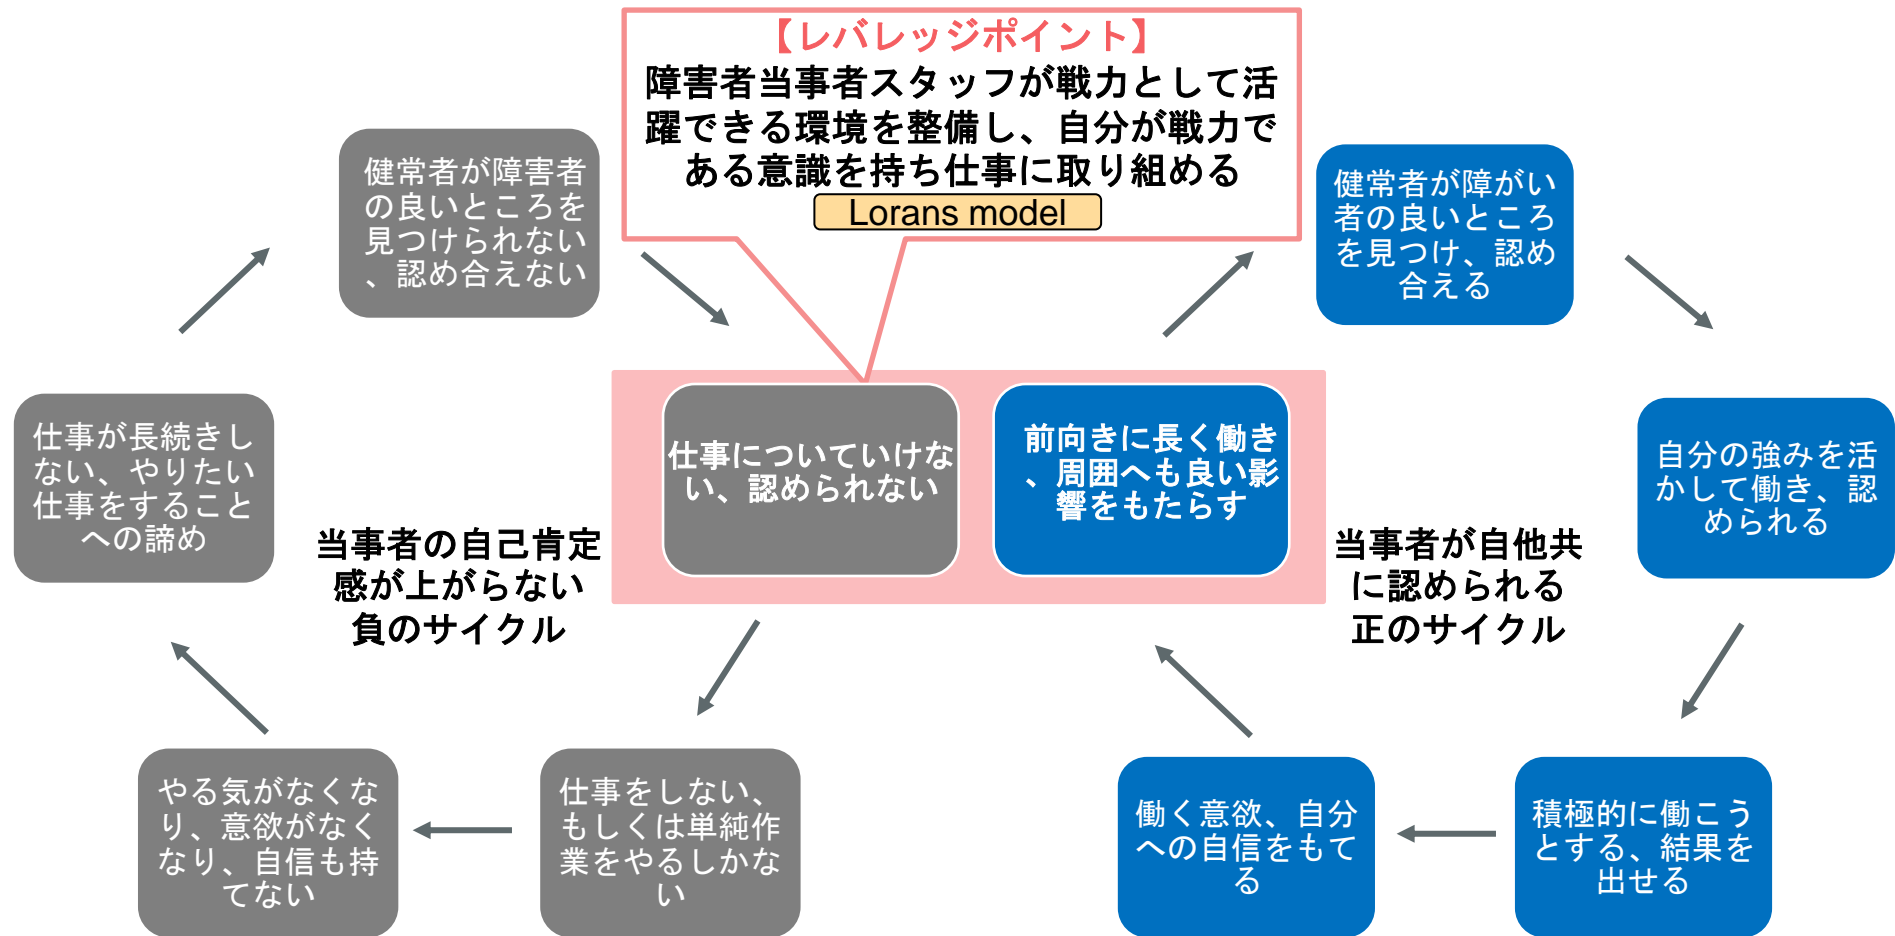 【レバレッジポイント】
障害者当事者スタッフが戦力として活
躍できる環境を整備し、自分が戦力で
ある意識を持ち仕事に取り組める
Lorans model
健常者が障害者
の良いところを
見つけられない
、認め合えない
仕事についていけな
い、認められない
仕事をしない、
もしくは単純作
業をやるしかな
い
やる気がなくな
り、意欲がなく
なり、自信も持
てない
仕事が長続きし
ない、やりたい
仕事をすること
への諦め
当事者の自己肯定
感が上がらない
負のサイクル
前向きに長く働き
、周囲へも良い影
響をもたらす
健常者が障がい
者の良いところ
を見つけ、認め
合える
自分の強みを活
かして働き、認
められる
積極的に働こう
とする、結果を
出せる
働く意欲、自分
への自信をもて
る
当事者が自他共
に認められる
正のサイクル